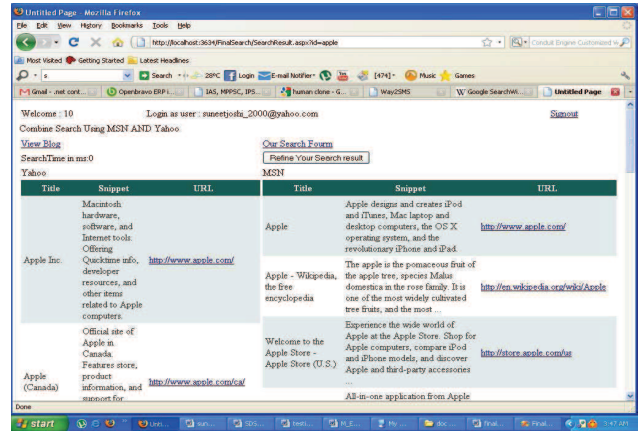 Untitled Page - Mozilla Firefox
File Edit View History Bookmarks Tools Help
http://localhost:3634/FinalSearch/SearchResult.aspx?id=apple
Conduit Engine Customized W
Most Visited Getting Started Latest Headlines
s Search 28°C Login E-mail Notifier [474] Music Games
Gmail - .net cont... Openbravo ERP i... IAS, MPPSC, IPS... human clone - G... Way2SMS Google SearchWi... Untitled Page
Welcome : 10 Login as user : suneetjoshi_2000@yahoo.com Signout
Combine Search Using MSN AND Yahoo
View Blog Our Search Fourm
SearchTime in ms:0 Refine Your Search result
Yahoo MSN
Title Snippet URL
Apple Inc.
Macintosh
hardware,
software, and
Internet tools.
Offering
Quicktime info,
developer
resources, and
other items
related to Apple
computers.
http://www.apple.com/
Apple
(Canada)
Official site of
Apple in
Canada.
Features store,
product
information, and
support for
http://www.apple.com/ca/
Title Snippet URL
Apple
Apple designs and creates iPod
and iTunes, Mac laptop and
desktop computers, the OS X
operating system, and the
revolutionary iPhone and iPad.
http://www.apple.com/
Apple - Wikipedia,
the free
encyclopedia
The apple is the pomaceous fruit of
the apple tree, species Malus
domestica in the rose family. It is
one of the most widely cultivated
tree fruits, and the most ...
http://en.wikipedia.org/wiki/Apple
Welcome to the
Apple Store -
Apple Store (U.S.)
Experience the wide world of
Apple at the Apple Store. Shop for
Apple computers, compare iPod
and iPhone models, and discover
Apple and third-party accessories
...
http://store.apple.com/us
All-in-one application from Apple
Done
start Unti... sun... SDS... testi... M_E... My ... doc... final... Final... 3:47 AM